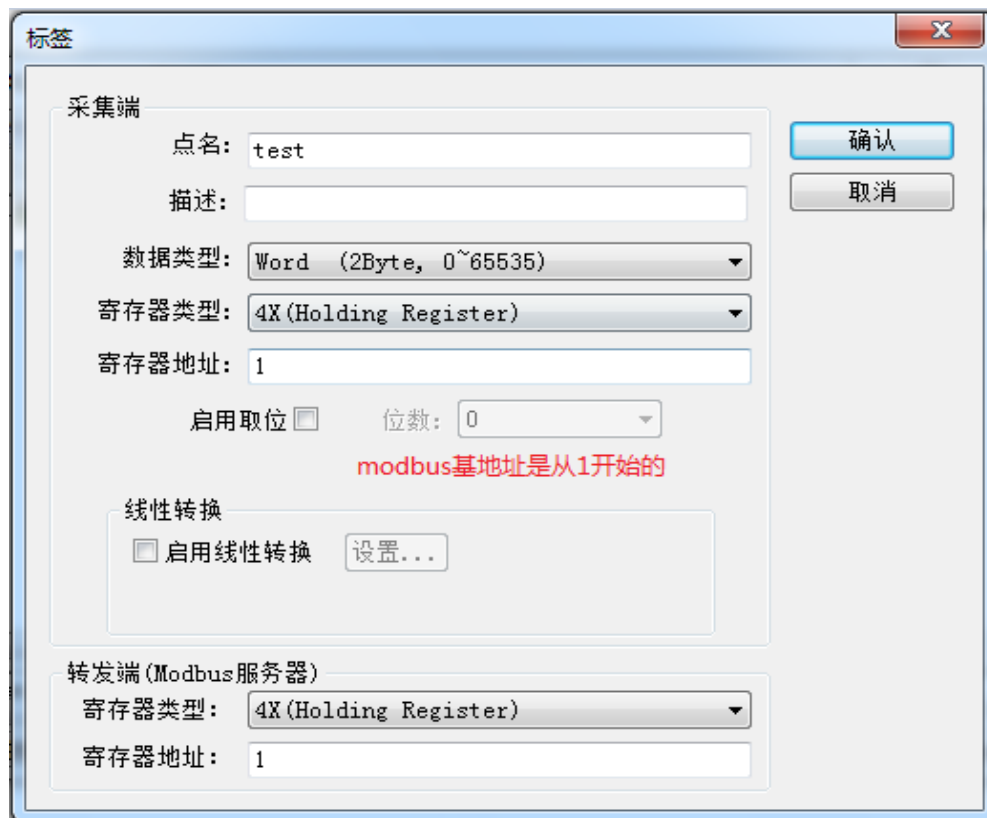 标签
采集端
点名: test
描述:
数据类型: Word (2Byte, 0~65535)
寄存器类型: 4X(Holding Register)
寄存器地址: 1
启用取位 位数: 0
modbus基地址是从1开始的
线性转换
启用线性转换 设置...
转发端(Modbus服务器)
寄存器类型: 4X(Holding Register)
寄存器地址: 1
确认
取消